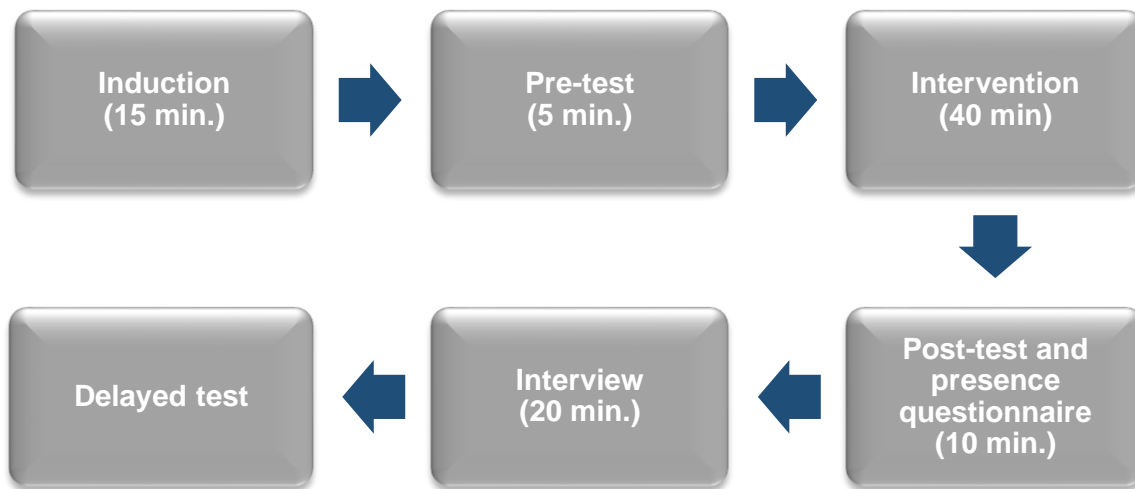 Induction
(15 min.)
Pre-test
(5 min.)
Intervention
(40 min)
Post-test and
presence
questionnaire
(10 min.)
Interview
(20 min.)
Delayed test